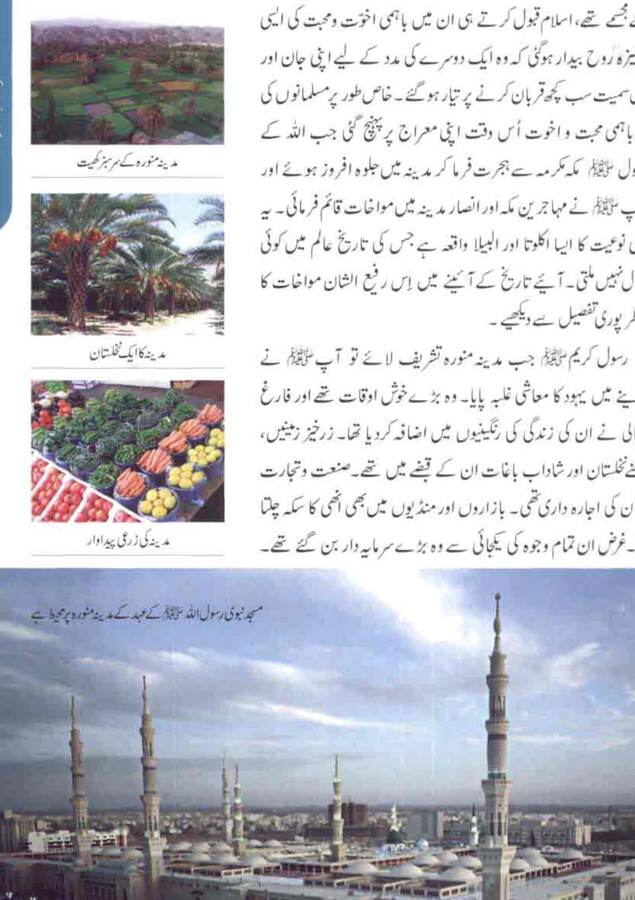 مجسمے تھے، اسلام قبول کرتے ہی ان میں باہمی اخوّت ومحبت کی ایسی
روح بیدار ہوگئی کہ وہ ایک دوسرے کی مدد کے لیے اپنی جان اور
سمیت سب کچھ قربان کرنے پر تیار ہو گئے۔ خاص طور پر مسلمانوں کی
باہمی محبت و اخوت اُس وقت اپنی معراج پر پہنچ گئی جب اللہ کے
ﷺ مکہ مکرمہ سے ہجرت فرما کر مدینہ میں جلوہ افروز ہوئے اور
ﷺ نے مہاجرین مکہ اور انصار مدینہ میں مواخات قائم فرمائی۔ یہ
نوعیت کا ایسا اکلوتا اور البیلا واقعہ ہے جس کی تاریخ عالم میں کوئی
نہیں ملتی۔ آیئے تاریخ کے آئینے میں اِس رفیع الشان مواخات کا
پوری تفصیل سے دیکھیے۔
رسول کریم ﷺ جب مدینہ منورہ تشریف لائے تو آپ ﷺ نے
میں یہود کا معاشی غلبہ پایا۔ وہ بڑے خوش اوقات تھے اور فارغ
نے ان کی زندگی کی رنگینیوں میں اضافہ کردیا تھا۔ زرخیز زمینیں،
نخلستان اور شاداب باغات ان کے قبضے میں تھے۔ صنعت وتجارت
کی اجارہ داری تھی۔ بازاروں اور منڈیوں میں بھی انھی کا سکہ چلتا
۔ غرض ان تمام وجوہ کی یکجائی سے وہ بڑے سرمایہ دار بن گئے تھے۔
مدینہ منورہ کے سرسبز کھیت
مدینہ کا ایک نخلستان
مدینہ کی زرعی پیداوار
مسجد نبوی رسول اللہ ﷺ کے عہد کے مدینہ منورہ پر محیط ہے